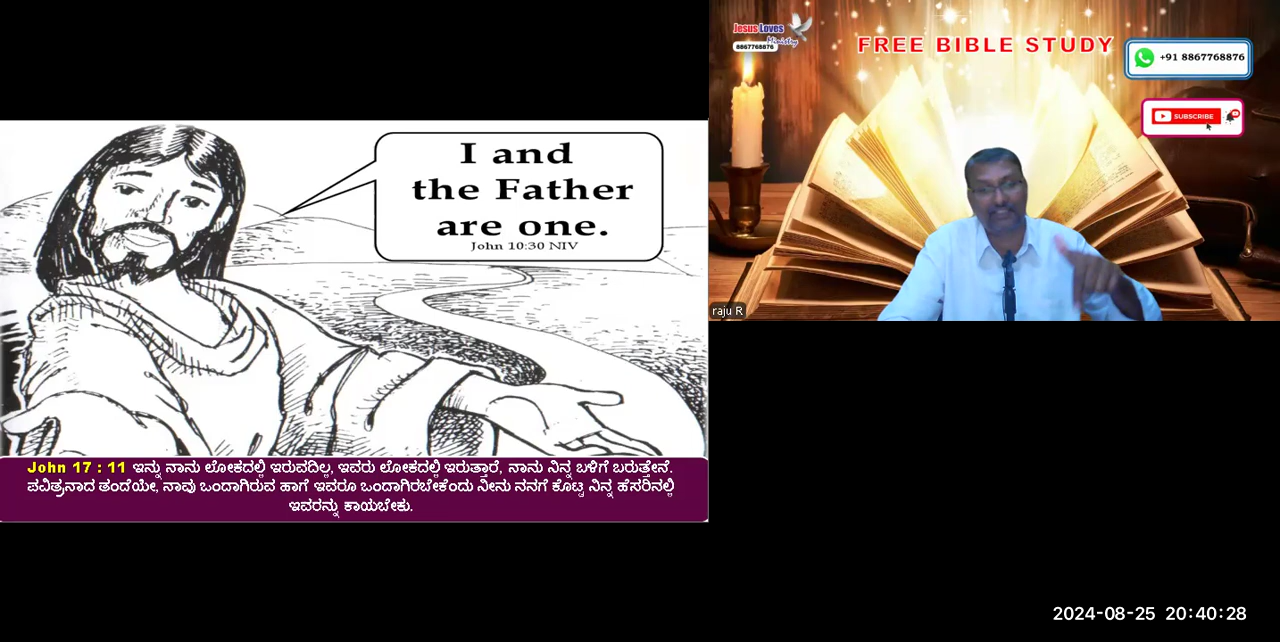 I and
the Father
are one.
John 10:30 NIV
John 17 : 11 ಇನ್ನು ನಾನು ಲೋಕದಲ್ಲಿ ಇರುವದಿಲ್ಲ, ಇವರು ಲೋಕದಲ್ಲಿ ಇರುತ್ತಾರೆ, ನಾನು ನಿನ್ನ ಬಳಿಗೆ ಬರುತ್ತೇನೆ.
ಪವಿತ್ರನಾದ ತಂದೆಯೇ, ನಾವು ಒಂದಾಗಿರುವ ಹಾಗೆ ಇವರೂ ಒಂದಾಗಿರಬೇಕೆಂದು ನೀನು ನನಗೆ ಕೊಟ್ಟ ನಿನ್ನ ಹೆಸರಿನಲ್ಲಿ
ಇವರನ್ನು ಕಾಯಬೇಕು.
Jesus Loves
Ministry
8867768876
FREE BIBLE STUDY
+91 8867768876
SUBSCRIBE
raju R
2024-08-25 20:40:28